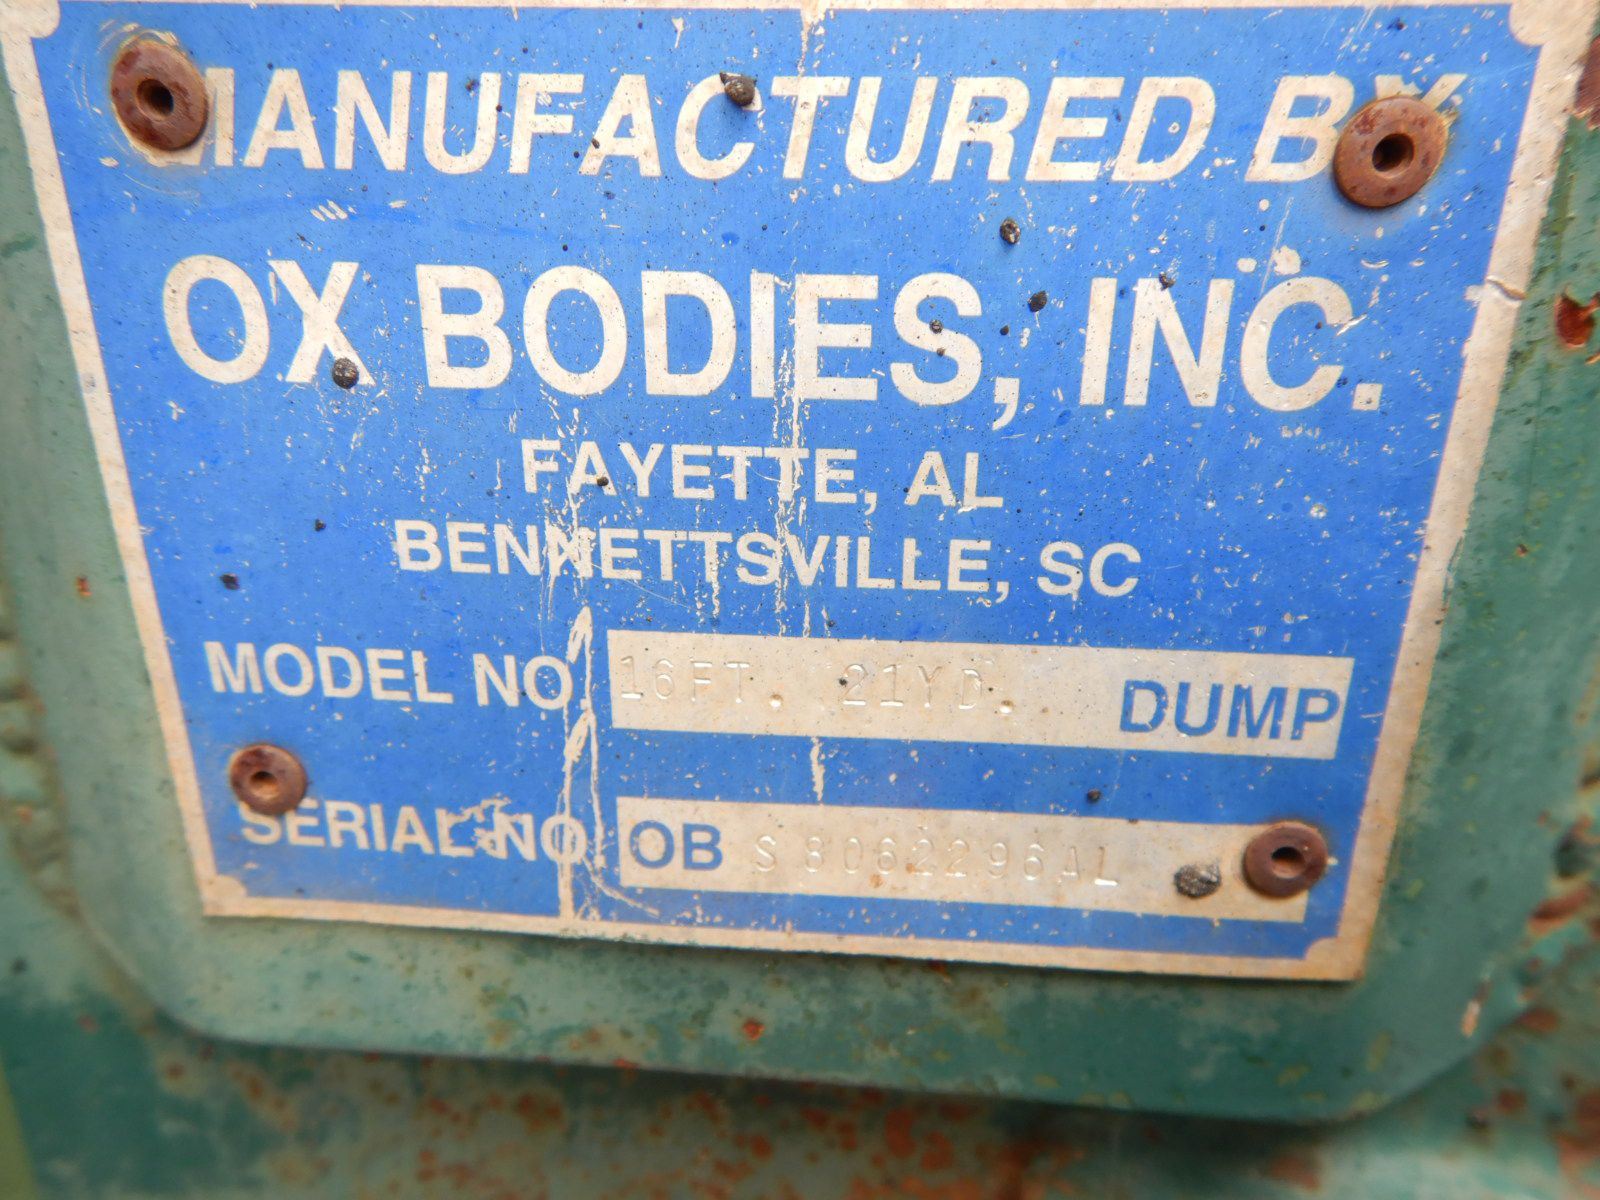 MANUFACTURED BY
OX BODIES, INC.
FAYETTE, AL
BENNETTSVILLE, SC
MODEL NO. 16FT. 21YD. DUMP
SERIAL NO. OB S8062296AL